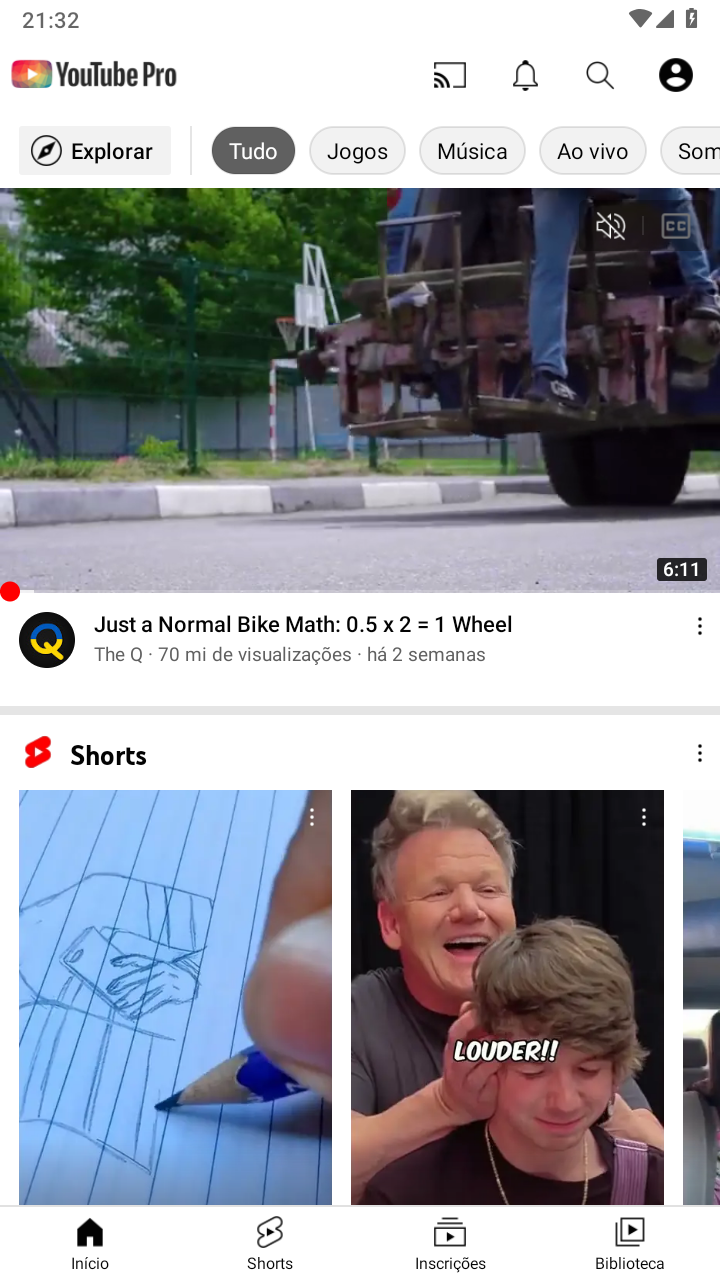 21:32
YouTube Pro
Explorar
Tudo
Jogos
Música
Ao vivo
Som
CC
6:11
Just a Normal Bike Math: 0.5 x 2 = 1 Wheel
The Q · 70 mi de visualizações · há 2 semanas
Shorts
LOUDER!!
Início
Shorts
Inscrições
Biblioteca